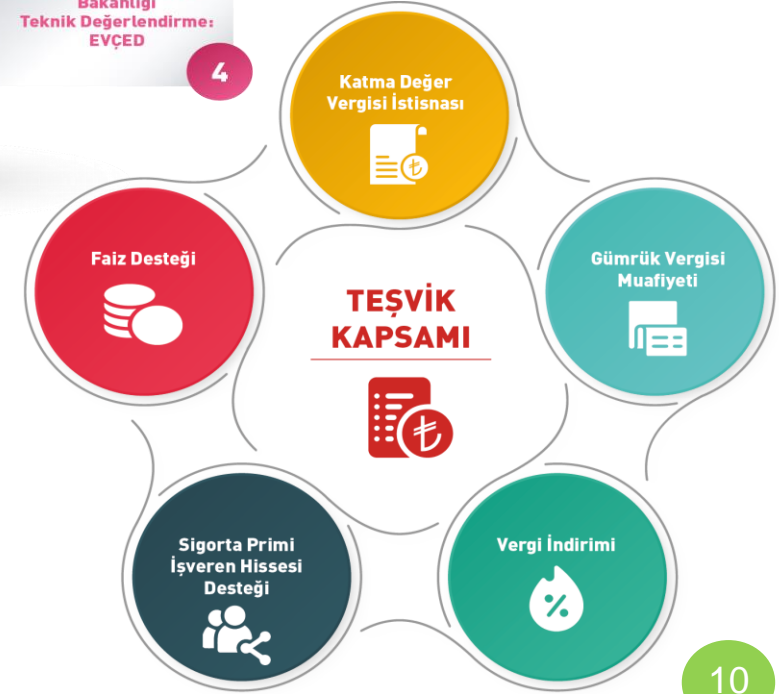 Bakanlığı
Teknik Değerlendirme:
EVÇED
4
Katma Değer
Vergisi İstisnası
Faiz Desteği
Gümrük Vergisi
Muafiyeti
TEŞVİK
KAPSAMI
Sigorta Primi
İşveren Hissesi
Desteği
Vergi İndirimi
%
10